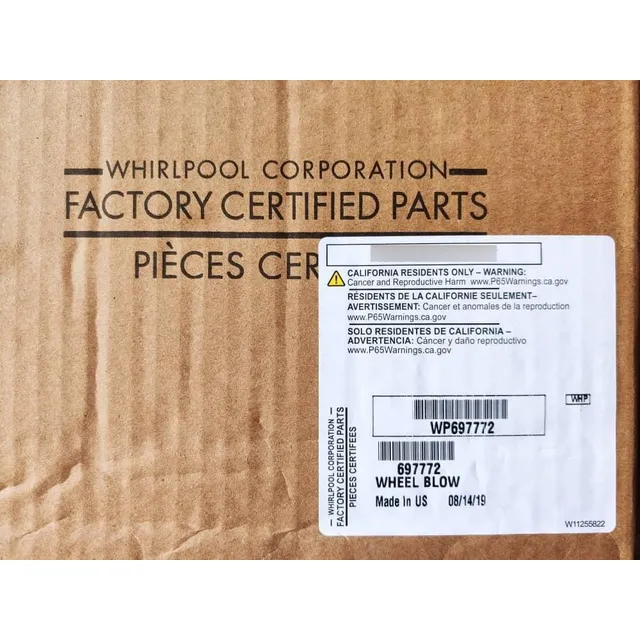 WHIRLPOOL CORPORATION
FACTORY CERTIFIED PARTS
PIÈCES CER
CALIFORNIA RESIDENTS ONLY – WARNING:
Cancer and Reproductive Harm www.P65Warnings.ca.gov
RÉSIDENTS DE LA CALIFORNIE SEULEMENT–
AVERTISSEMENT: Cancer et anomales de la reproduction
www.P65Warnings.ca.gov
SOLO RESIDENTES DE CALIFORNIA –
ADVERTENCIA: Cáncer y daño reproductivo
www.P65Warnings.ca.gov
WHP
WP697772
697772
WHEEL BLOW
Made In US 08/14/19
WHIRLPOOL CORPORATION
FACTORY CERTIFIED PARTS
PIECES CERTIFEES
W11255822